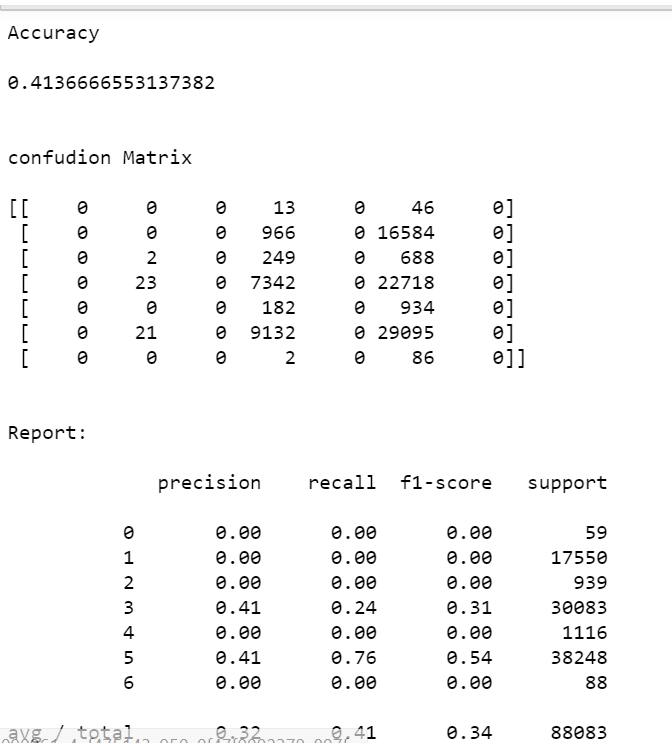 Accuracy
0.4136666553137382
confudion Matrix
[[ 0 0 0 13 0 46 0]
[ 0 0 0 966 0 16584 0]
[ 0 2 0 249 0 688 0]
[ 0 23 0 7342 0 22718 0]
[ 0 0 0 182 0 934 0]
[ 0 21 0 9132 0 29095 0]
[ 0 0 0 2 0 86 0]]
Report:
precision recall f1-score support
0 0.00 0.00 0.00 59
1 0.00 0.00 0.00 17550
2 0.00 0.00 0.00 939
3 0.41 0.24 0.31 30083
4 0.00 0.00 0.00 1116
5 0.41 0.76 0.54 38248
6 0.00 0.00 0.00 88
avg / total 0.32 0.41 0.34 88083